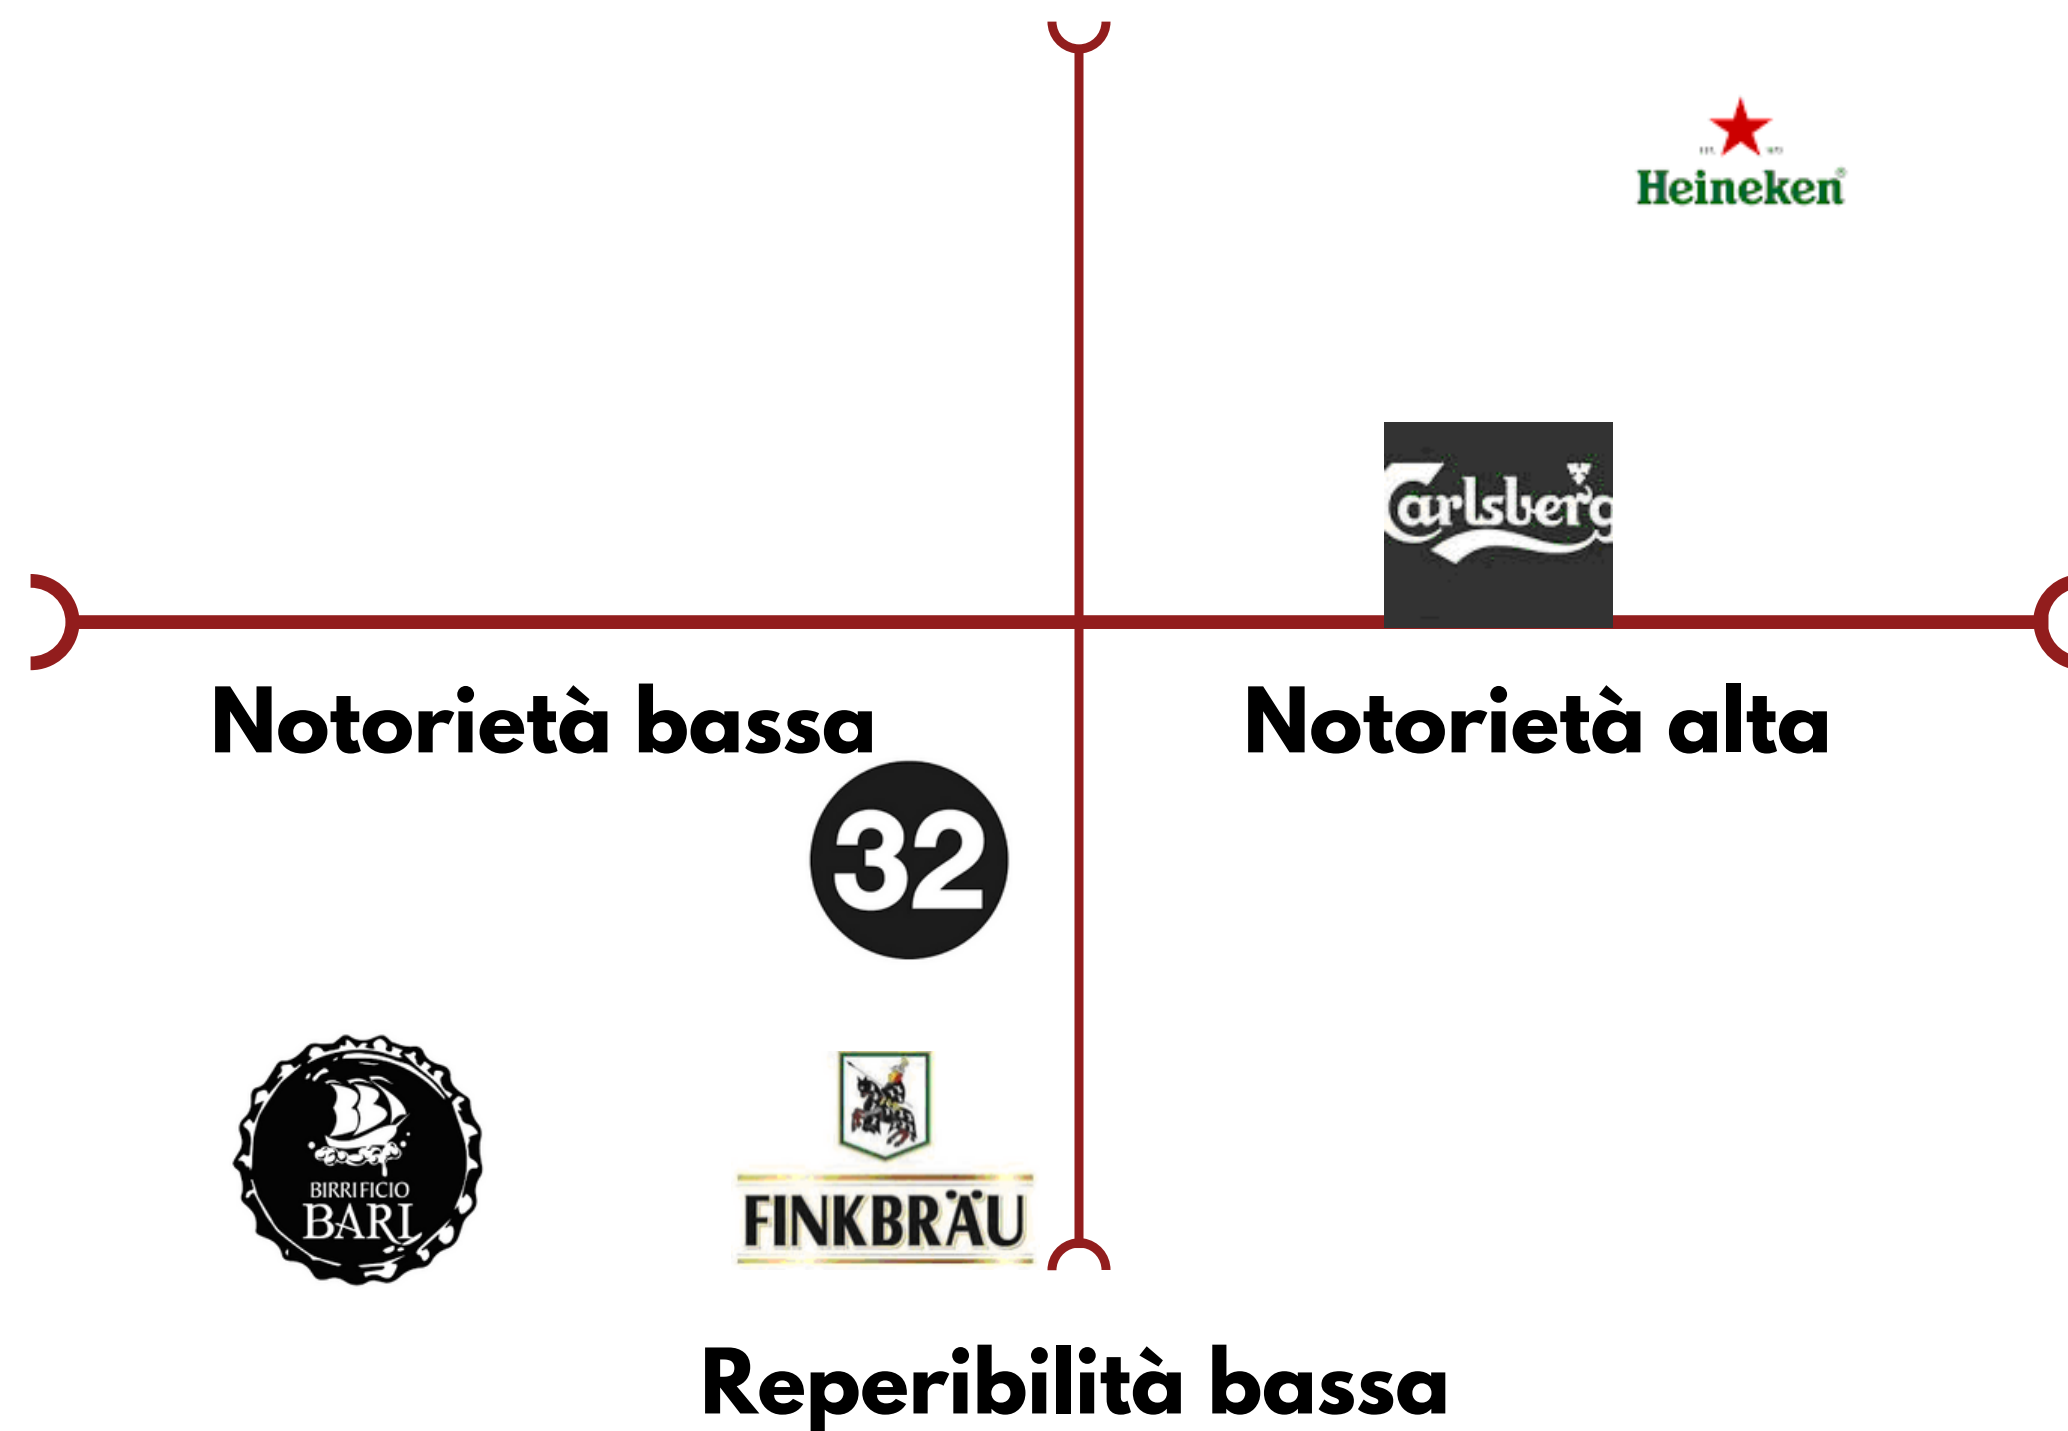 Heineken
Carlsberg
Notorietà bassa
Notorietà alta
32
BIRRIFICIO
BARI
FINKBRÄU
Reperibilità bassa